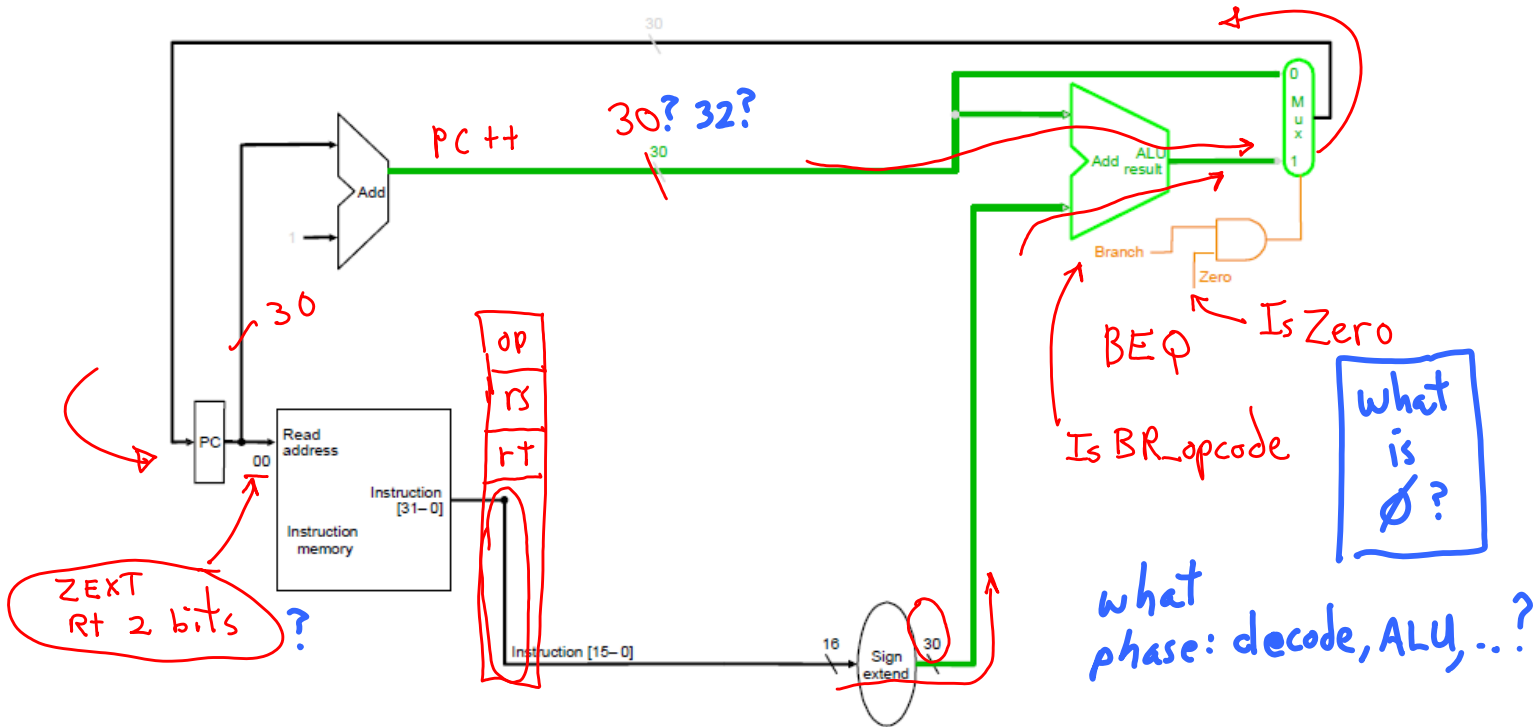 30
PC ++
30? 32?
30
Add
1
30
0
M
u
x
1
Add
ALU
result
Branch
Zero
Is Zero
BEQ
Is BR_opcode
what
is
Ø?
op
rs
rt
PC
00
Read
address
Instruction
[31–0]
Instruction
memory
ZEXT
Rt 2 bits ?
Instruction [15–0]
16
Sign
extend
30
what
phase: decode, ALU, ...?